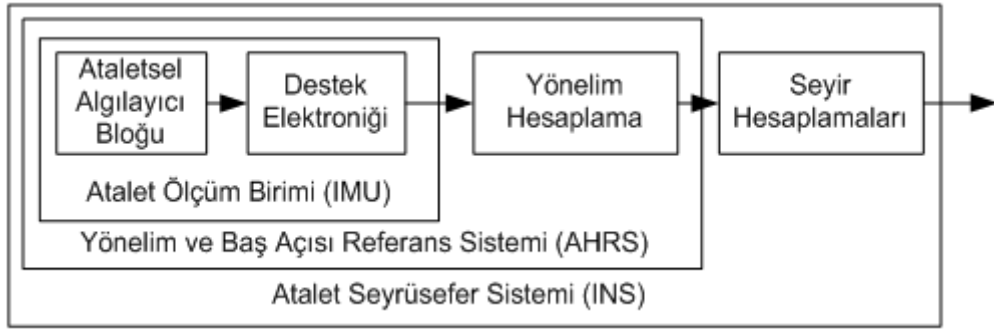 Ataletsel
Algılayıcı
Bloğu
Destek
Elektroniği
Yönelim
Hesaplama
Seyir
Hesaplamaları
Atalet Ölçüm Birimi (IMU)
Yönelim ve Baş Açısı Referans Sistemi (AHRS)
Atalet Seyrüsefer Sistemi (INS)